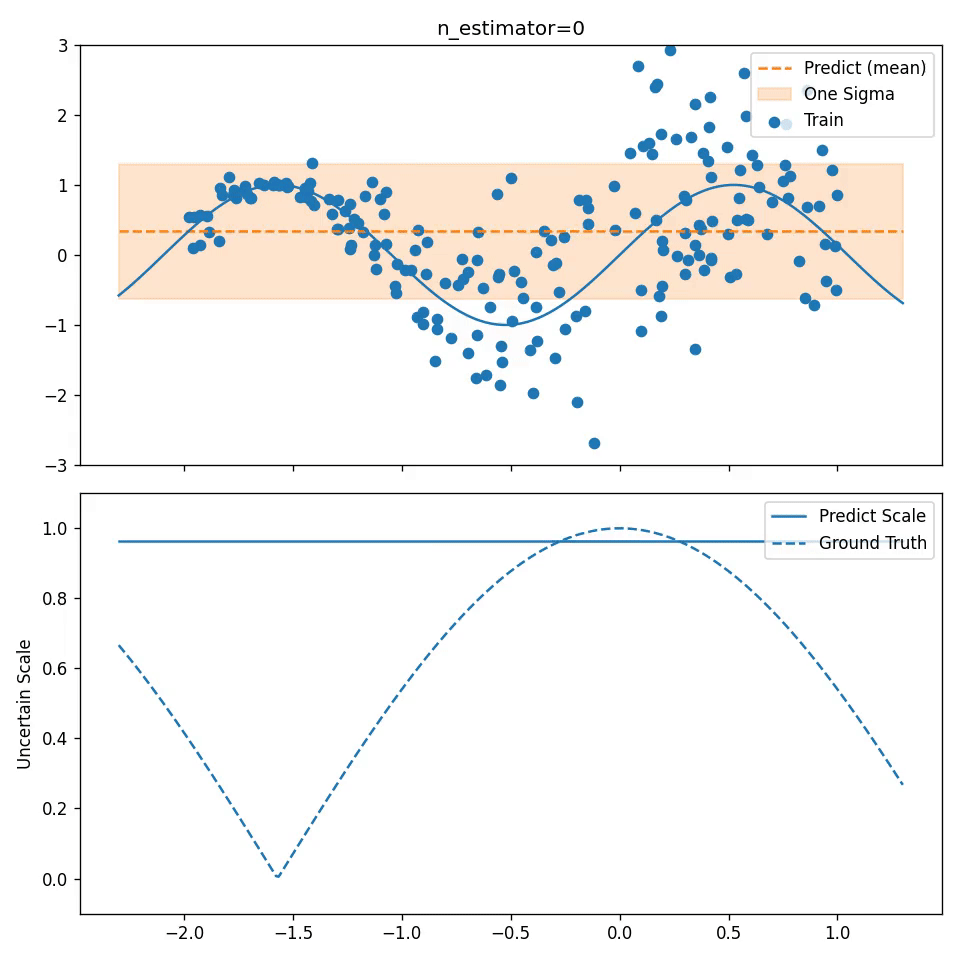 n_estimator=0
3
2
1
0
−1
−2
−3
Predict (mean)
One Sigma
Train
1.0
0.8
0.6
0.4
0.2
0.0
Uncertain Scale
Predict Scale
Ground Truth
−2.0 −1.5 −1.0 −0.5 0.0 0.5 1.0